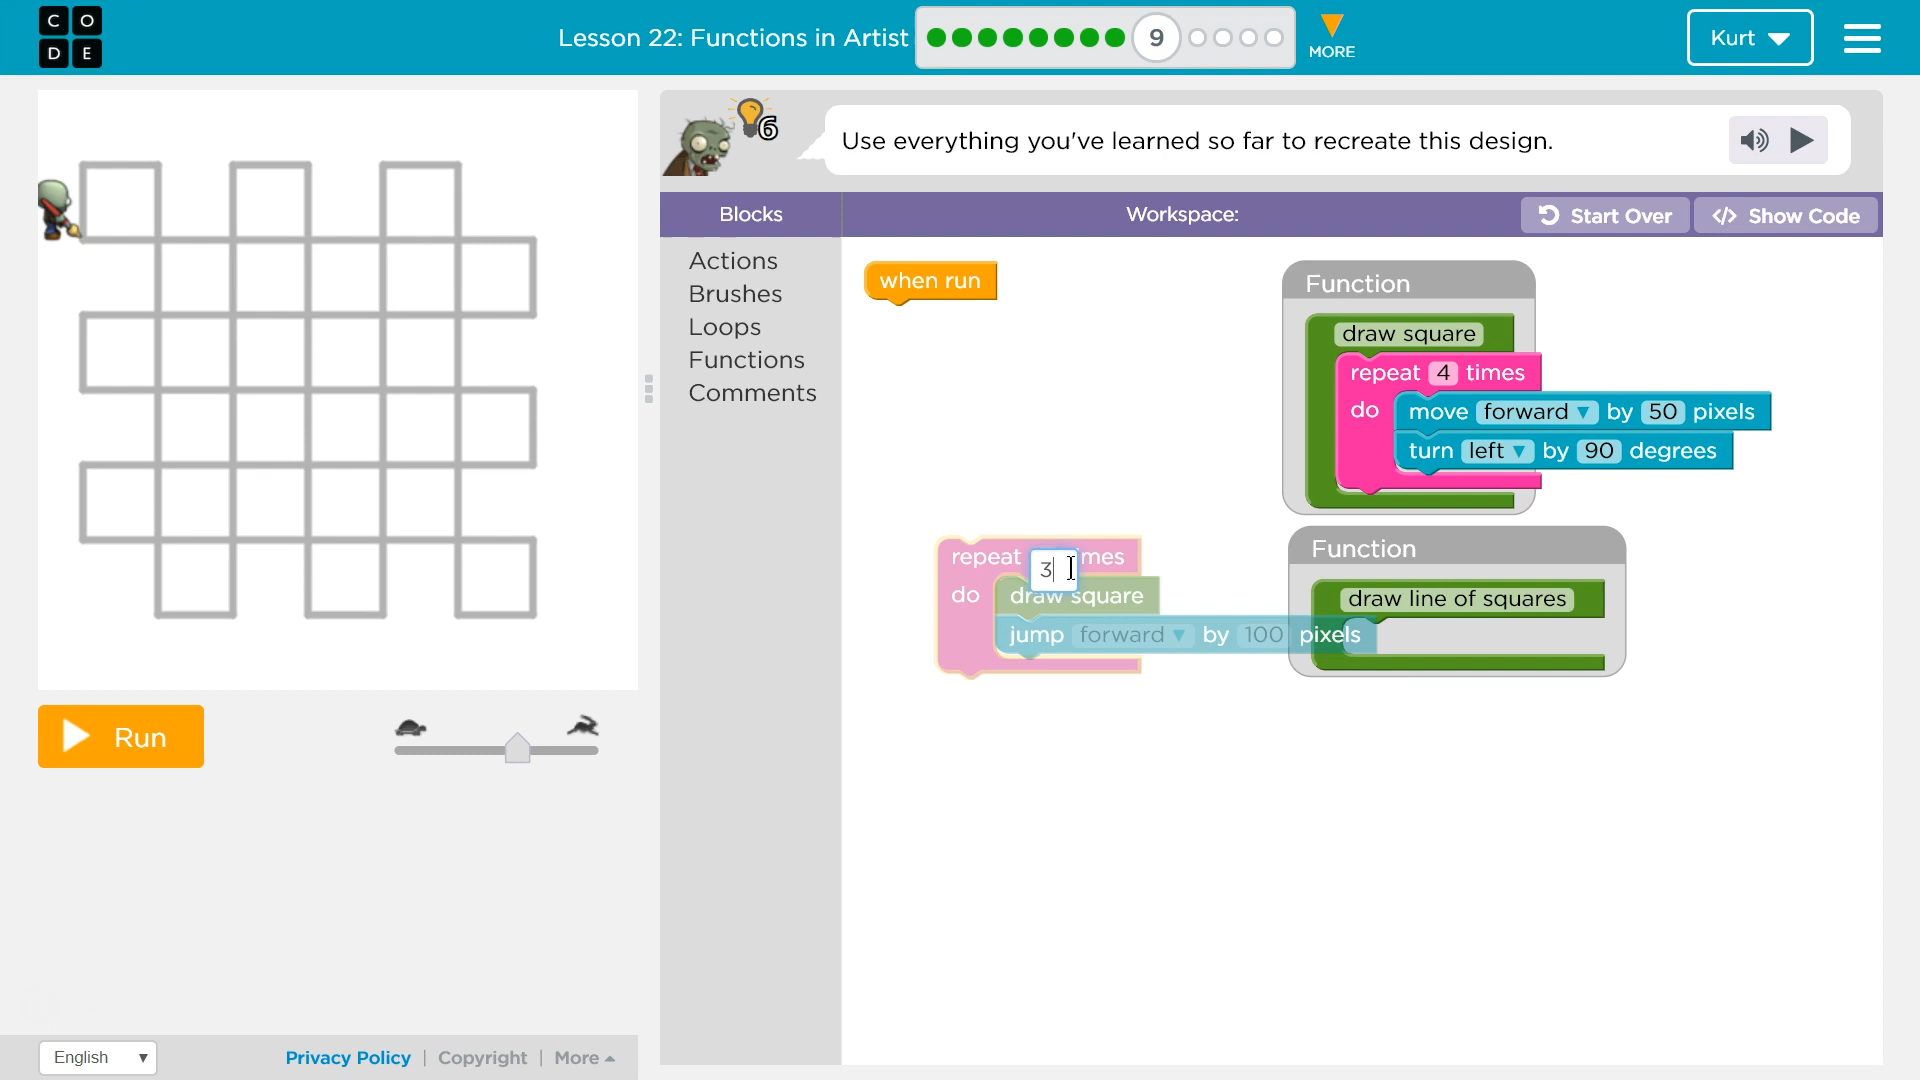 C O
D E
Lesson 22: Functions in Artist
9
MORE
Kurt
6
Use everything you've learned so far to recreate this design.
Blocks
Workspace:
Start Over
</> Show Code
Actions
Brushes
Loops
Functions
Comments
when run
Function
draw square
repeat 4 times
do
move forward by 50 pixels
turn left by 90 degrees
repeat 3 mes
do
draw square
jump forward by 100 pixels
Function
draw line of squares
Run
English
Privacy Policy | Copyright | More